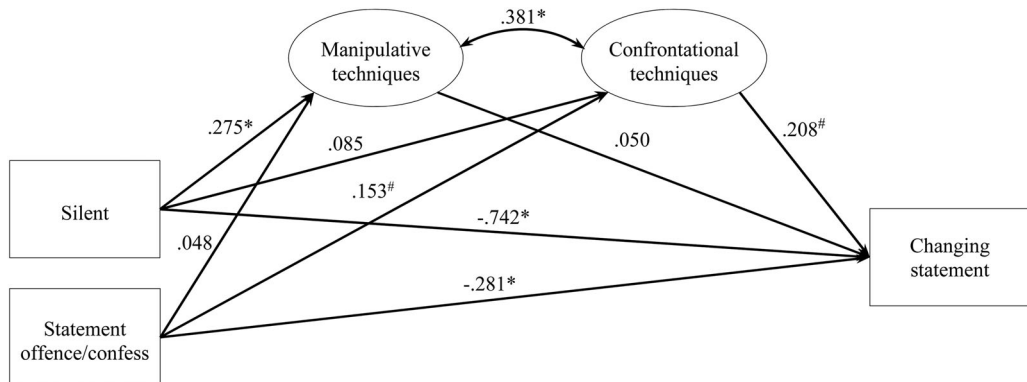 .381*
Manipulative
techniques
Confrontational
techniques
.275*
.085
.050
.208#
.153#
Silent
-.742*
.048
Changing
statement
-.281*
Statement
offence/confess